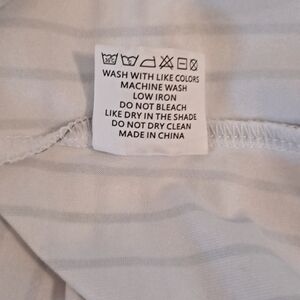 WASH WITH LIKE COLORS
MACHINE WASH
LOW IRON
DO NOT BLEACH
LIKE DRY IN THE SHADE
DO NOT DRY CLEAN
MADE IN CHINA